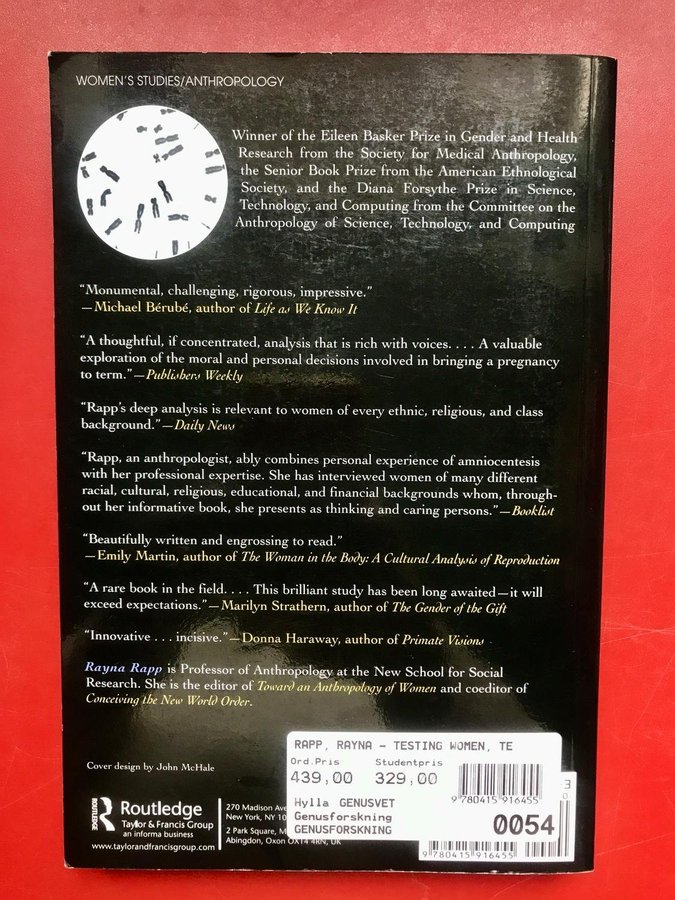 WOMEN'S STUDIES/ANTHROPOLOGY
Winner of the Eileen Basker Prize in Gender and Health
Research from the Society for Medical Anthropology,
the Senior Book Prize from the American Ethnological
Society, and the Diana Forsythe Prize in Science,
Technology, and Computing from the Committee on the
Anthropology of Science, Technology, and Computing
“Monumental, challenging, rigorous, impressive.”
—Michael Bérubé, author of Life as We Know It
“A thoughtful, if concentrated, analysis that is rich with voices. . . . A valuable
exploration of the moral and personal decisions involved in bringing a pregnancy
to term.”—Publishers Weekly
“Rapp's deep analysis is relevant to women of every ethnic, religious, and class
background.”—Daily News
“Rapp, an anthropologist, ably combines personal experience of amniocentesis
with her professional expertise. She has interviewed women of many different
racial, cultural, religious, educational, and financial backgrounds whom, through-
out her informative book, she presents as thinking and caring persons.”—Booklist
“Beautifully written and engrossing to read.”
—Emily Martin, author of The Woman in the Body: A Cultural Analysis of Reproduction
“A rare book in the field. . . . This brilliant study has been long awaited—it will
exceed expectations.”—Marilyn Strathern, author of The Gender of the Gift
“Innovative . . . incisive.”—Donna Haraway, author of Primate Visions
Rayna Rapp is Professor of Anthropology at the New School for Social
Research. She is the editor of Toward an Anthropology of Women and coeditor of
Conceiving the New World Order.
Cover design by John McHale
ROUTLEDGE
Routledge
Taylor & Francis Group
an informa business
www.taylorandfrancisgroup.com
270 Madison Ave
New York, NY 10
2 Park Square, M
Abingdon, Oxon OX14 4RN, UK
RAPP, RAYNA - TESTING WOMEN, TE
Ord.Pris Studentpris
439,00 329,00
9 780415 916455
Hylla GENUSVET
Genusforskning
GENUSFORSKNING
0054
9 780415 916455